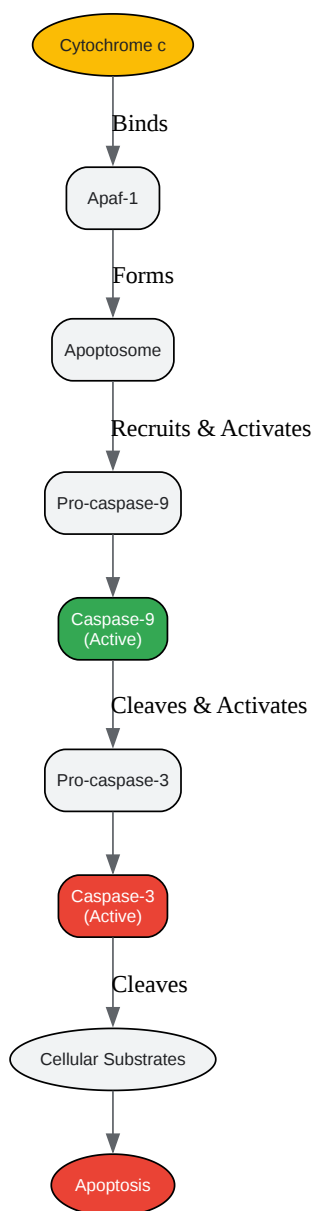 Cytochrome c
Binds
Apaf-1
Forms
Apoptosome
Recruits & Activates
Pro-caspase-9
Caspase-9
(Active)
Cleaves & Activates
Pro-caspase-3
Caspase-3
(Active)
Cleaves
Cellular Substrates
Apoptosis